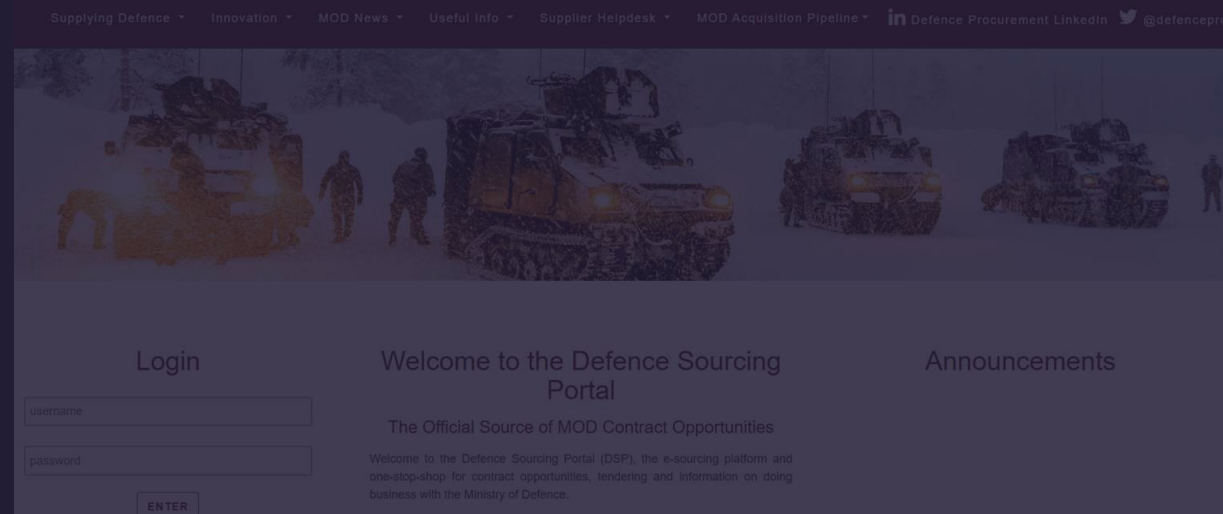 Supplying Defence Innovation MOD News Useful Info Supplier Helpdesk MOD Acquisition Pipeline in Defence Procurement Linkedin @defencepro
Login
username
password
ENTER
Welcome to the Defence Sourcing
Portal
The Official Source of MOD Contract Opportunities
Welcome to the Defence Sourcing Portal (DSP), the e-sourcing platform and
one-stop-shop for contract opportunities, tendering and information on doing
business with the Ministry of Defence.
Announcements